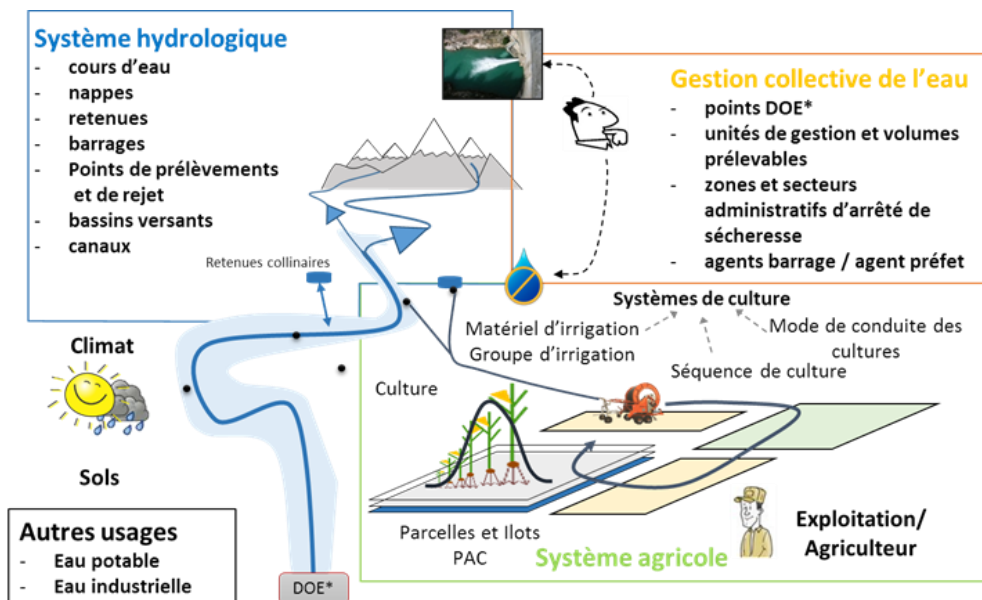 Système hydrologique
- cours d'eau
- nappes
- retenues
- barrages
- Points de prélèvements
et de rejet
- bassins versants
- canaux
Retenues collinaires
Gestion collective de l'eau
- points DOE*
- unités de gestion et volumes
prélevables
- zones et secteurs
administratifs d'arrêté de
sécheresse
- agents barrage / agent préfet
Systèmes de culture
Matériel d'irrigation
Groupe d'irrigation
Mode de conduite des
cultures
Séquence de culture
Culture
Parcelles et Ilots
PAC
Exploitation/
Agriculteur
Système agricole
Climat
Sols
Autres usages
- Eau potable
- Eau industrielle
DOE*